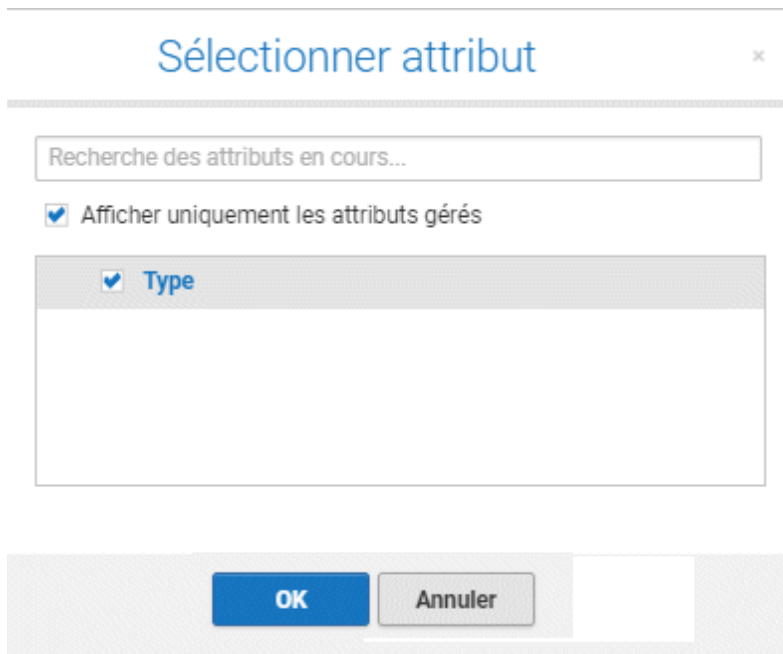 Sélectionner attribut
Recherche des attributs en cours...
Afficher uniquement les attributs gérés
Type
OK
Annuler